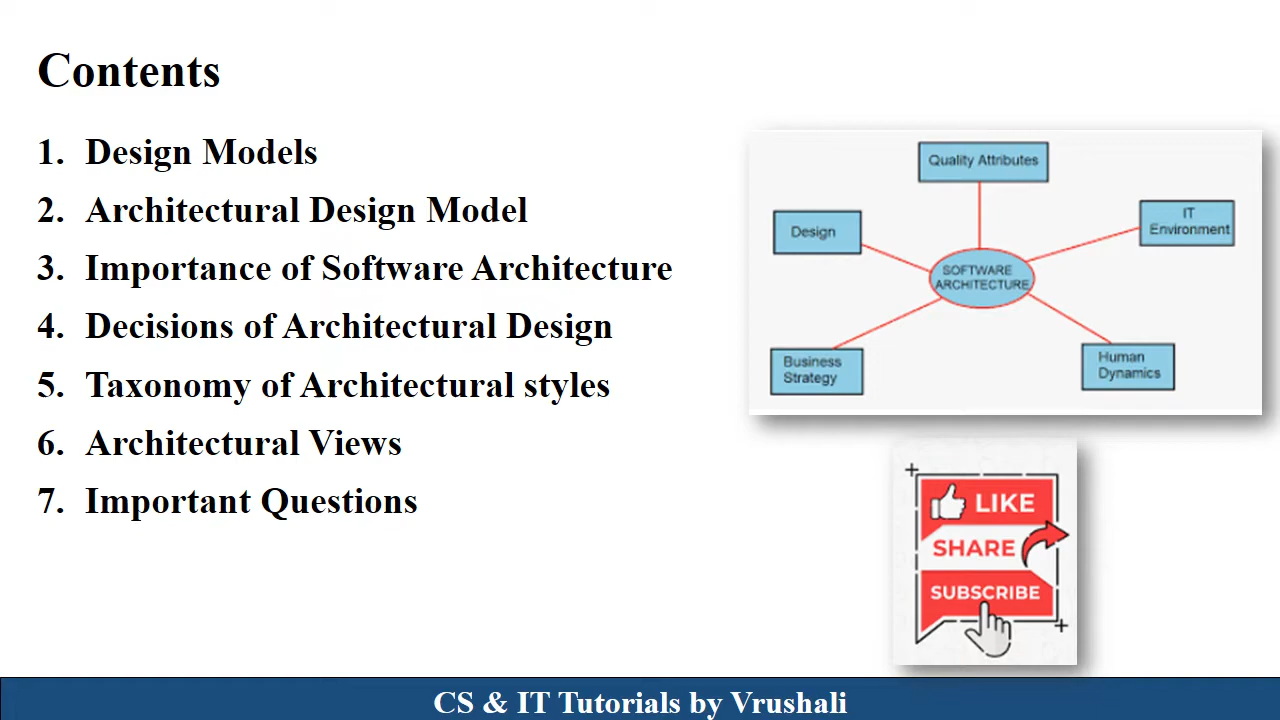 Contents
1. Design Models
2. Architectural Design Model
3. Importance of Software Architecture
4. Decisions of Architectural Design
5. Taxonomy of Architectural styles
6. Architectural Views
7. Important Questions
Quality Attributes
Design
IT
Environment
SOFTWARE
ARCHITECTURE
Business
Strategy
Human
Dynamics
LIKE
SHARE
SUBSCRIBE
CS & IT Tutorials by Vrushali